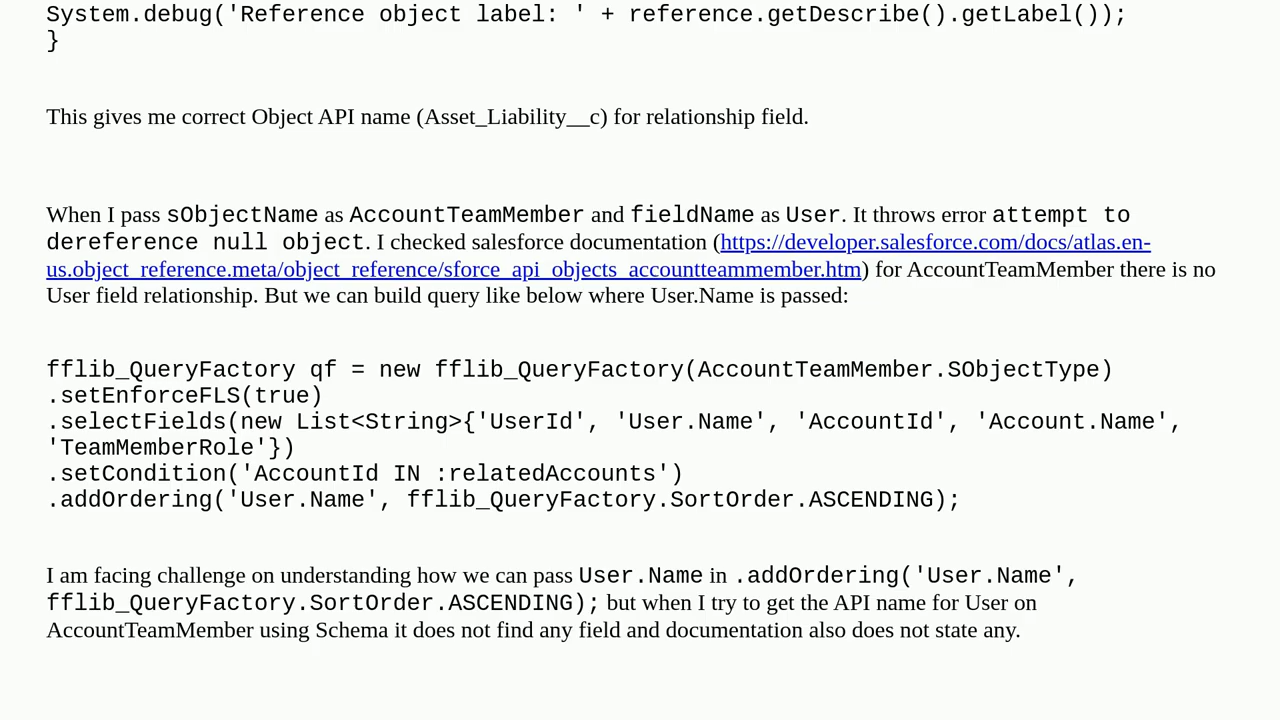 System.debug('Reference object label: ' + reference.getDescribe().getLabel());
}
This gives me correct Object API name (Asset_Liability__c) for relationship field.
When I pass sObjectName as AccountTeamMember and fieldName as User. It throws error attempt to
dereference null object. I checked salesforce documentation (https://developer.salesforce.com/docs/atlas.en-
us.object_reference.meta/object_reference/sforce_api_objects_accountteammember.htm) for AccountTeamMember there is no
User field relationship. But we can build query like below where User.Name is passed:
fflib_QueryFactory qf = new fflib_QueryFactory(AccountTeamMember.SObjectType)
.setEnforceFLS(true)
.selectFields(new List<String>{'UserId', 'User.Name', 'AccountId', 'Account.Name',
'TeamMemberRole'})
.setCondition('AccountId IN :relatedAccounts')
.addOrdering('User.Name', fflib_QueryFactory.SortOrder.ASCENDING);
I am facing challenge on understanding how we can pass User.Name in .addOrdering('User.Name',
fflib_QueryFactory.SortOrder.ASCENDING); but when I try to get the API name for User on
AccountTeamMember using Schema it does not find any field and documentation also does not state any.